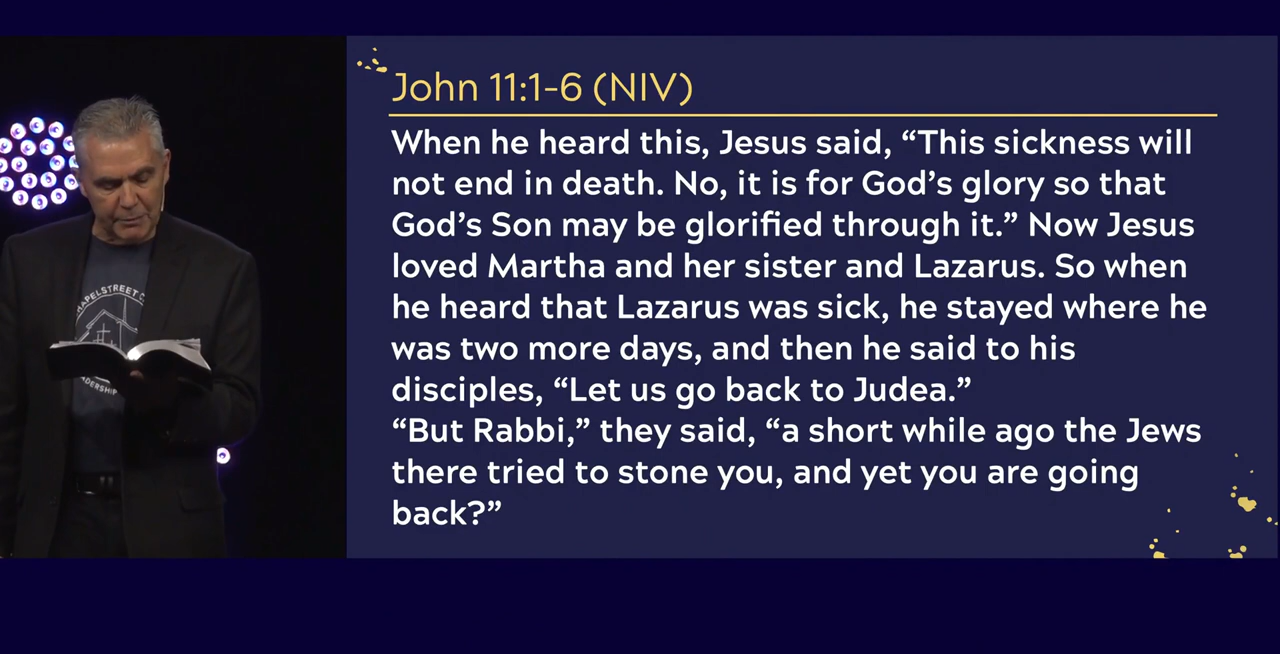 John 11:1-6 (NIV)
When he heard this, Jesus said, “This sickness will
not end in death. No, it is for God’s glory so that
God’s Son may be glorified through it.” Now Jesus
loved Martha and her sister and Lazarus. So when
he heard that Lazarus was sick, he stayed where he
was two more days, and then he said to his
disciples, “Let us go back to Judea.”
“But Rabbi,” they said, “a short while ago the Jews
there tried to stone you, and yet you are going
back?”